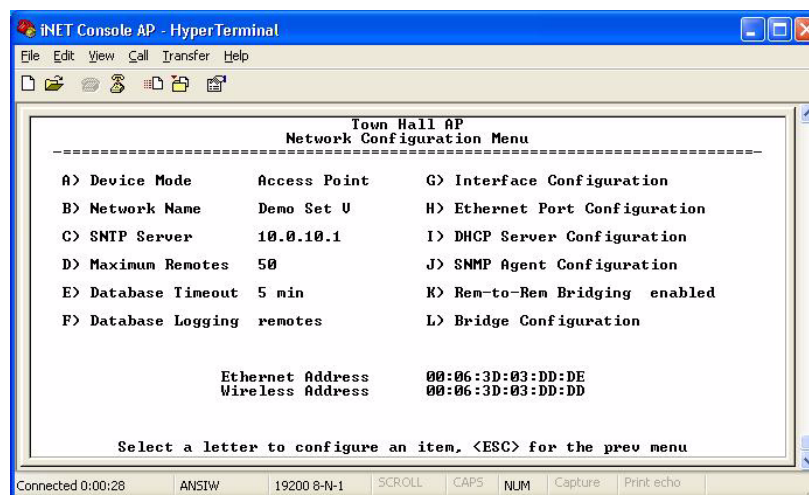 iNET Console AP - HyperTerminal
File Edit View Call Transfer Help
Town Hall AP
Network Configuration Menu
-==========================================================================-
A) Device Mode Access Point G) Interface Configuration
B) Network Name Demo Set V H) Ethernet Port Configuration
C) SNTP Server 10.0.10.1 I) DHCP Server Configuration
D) Maximum Remotes 50 J) SNMP Agent Configuration
E) Database Timeout 5 min K) Rem-to-Rem Bridging enabled
F) Database Logging remotes L) Bridge Configuration
Ethernet Address 00:06:3D:03:DD:DE
Wireless Address 00:06:3D:03:DD:DD
Select a letter to configure an item, <ESC> for the prev menu
Connected 0:00:28 ANSIW 19200 8-N-1 SCROLL CAPS NUM Capture Print echo